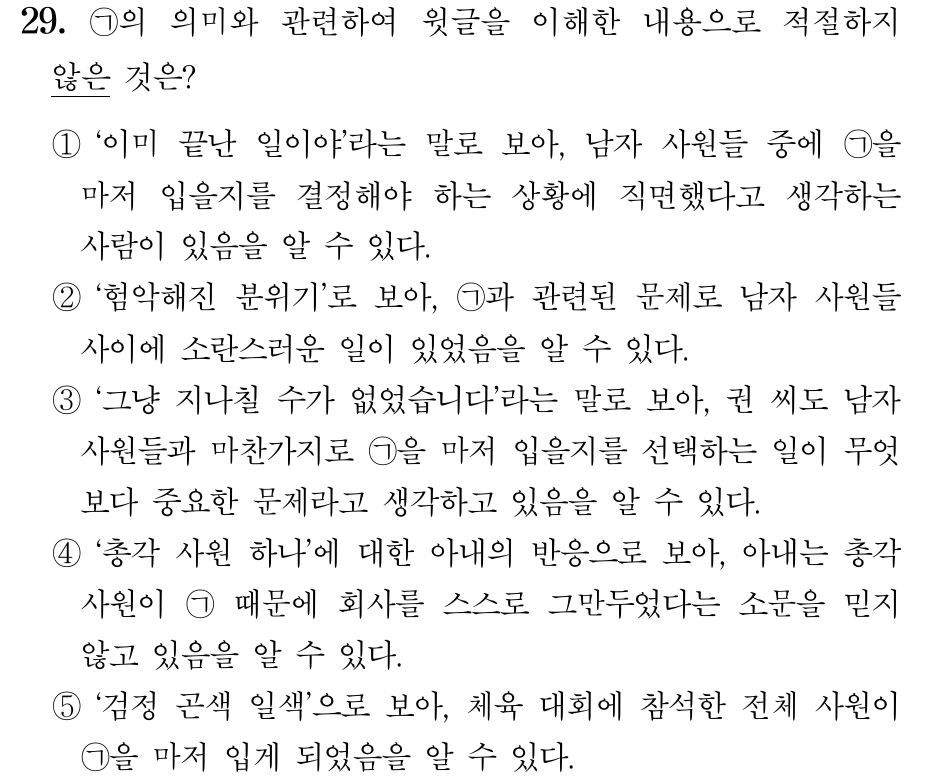 29. ㉠의 의미와 관련하여 윗글을 이해한 내용으로 적절하지
않은 것은?
① ‘이미 끝난 일이야’라는 말로 보아, 남자 사원들 중에 ㉠을
마저 입을지를 결정해야 하는 상황에 직면했다고 생각하는
사람이 있음을 알 수 있다.
② ‘험악해진 분위기’로 보아, ㉠과 관련된 문제로 남자 사원들
사이에 소란스러운 일이 있었음을 알 수 있다.
③ ‘그냥 지나칠 수가 없었습니다’라는 말로 보아, 권 씨도 남자
사원들과 마찬가지로 ㉠을 마저 입을지를 선택하는 일이 무엇
보다 중요한 문제라고 생각하고 있음을 알 수 있다.
④ ‘총각 사원 하나’에 대한 아내의 반응으로 보아, 아내는 총각
사원이 ㉠ 때문에 회사를 스스로 그만두었다는 소문을 믿지
않고 있음을 알 수 있다.
⑤ ‘검정 곤색 일색’으로 보아, 체육 대회에 참석한 전체 사원이
㉠을 마저 입게 되었음을 알 수 있다.